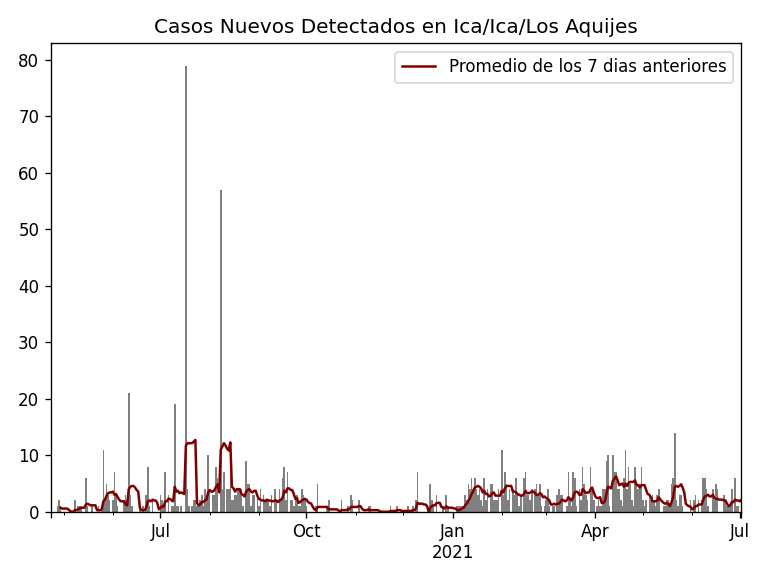 Casos Nuevos Detectados en Ica/Ica/Los Aquijes
Promedio de los 7 dias anteriores
80
70
60
50
40
30
20
10
0
Jul
Oct
Jan
2021
Apr
Jul